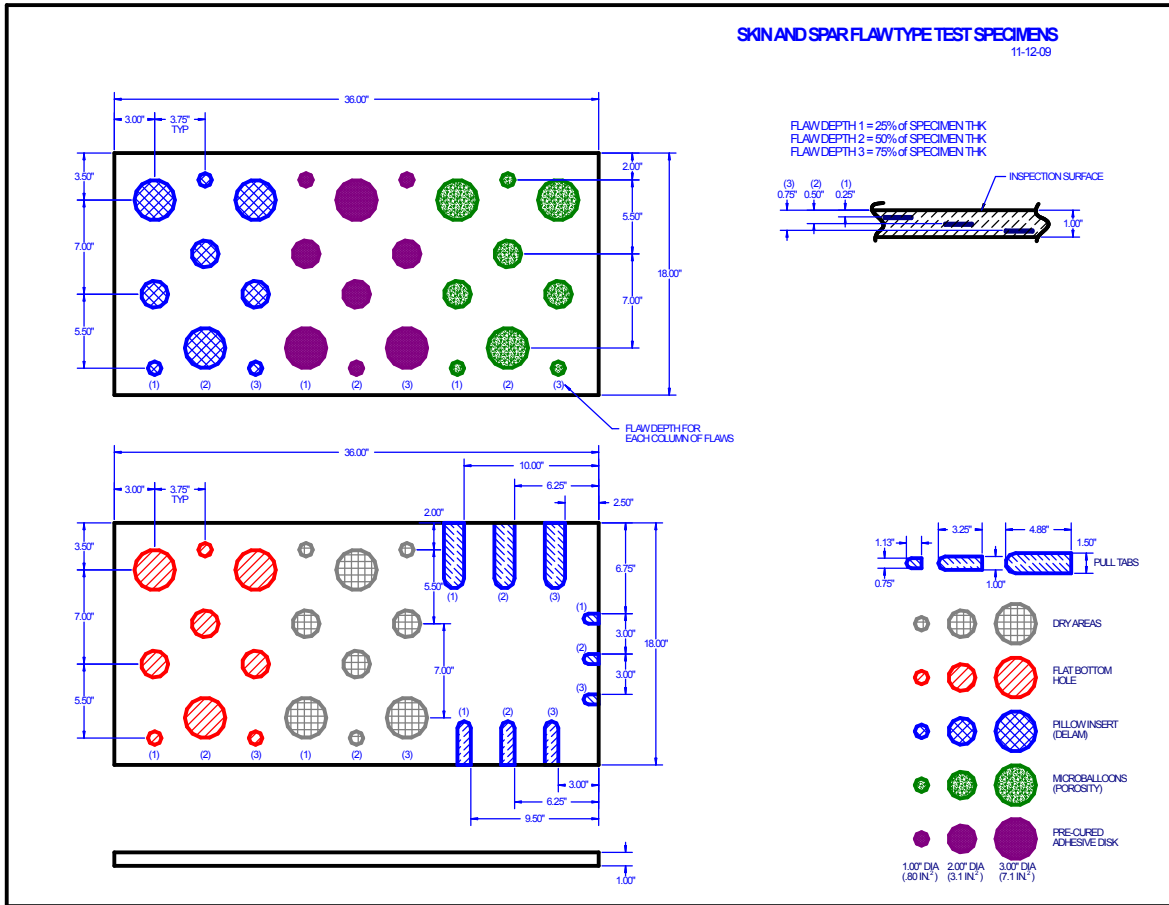 SKIN AND SPAR FLAW TYPE TEST SPECIMENS
11-12-09
36.00"
3.00"
3.75"
TYP
3.50"
7.00"
5.50"
2.00"
5.50"
7.00"
18.00"
(1)
(2)
(3)
(1)
(2)
(3)
(1)
(2)
(3)
FLAW DEPTH FOR
EACH COLUMN OF FLAWS
FLAW DEPTH 1 = 25% of SPECIMEN THK
FLAW DEPTH 2 = 50% of SPECIMEN THK
FLAW DEPTH 3 = 75% of SPECIMEN THK
INSPECTION SURFACE
(3)
0.75"
(2)
0.50"
(1)
0.25"
1.00"
36.00"
10.00"
6.25"
2.50"
3.00"
3.75"
TYP
2.00"
3.50"
7.00"
5.50"
5.50"
7.00"
(1)
(2)
(3)
6.75"
(1)
3.00"
(2)
3.00"
(3)
18.00"
(1)
(2)
(3)
(1)
(2)
(3)
(1)
(2)
(3)
3.00"
6.25"
9.50"
1.00"
1.13"
0.75"
3.25"
1.00"
4.88"
1.50"
PULL TABS
DRY AREAS
FLAT BOTTOM
HOLE
PILLOW INSERT
(DELAM)
MICROBALLOONS
(POROSITY)
PRE-CURED
ADHESIVE DISK
1.00" DIA
(.80 IN.²)
2.00" DIA
(3.1 IN.²)
3.00" DIA
(7.1 IN.²)